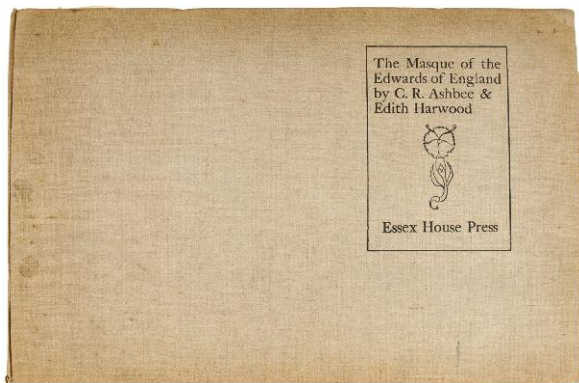 The Masque of the
Edwards of England
by C. R. Ashbee &
Edith Harwood
Essex House Press